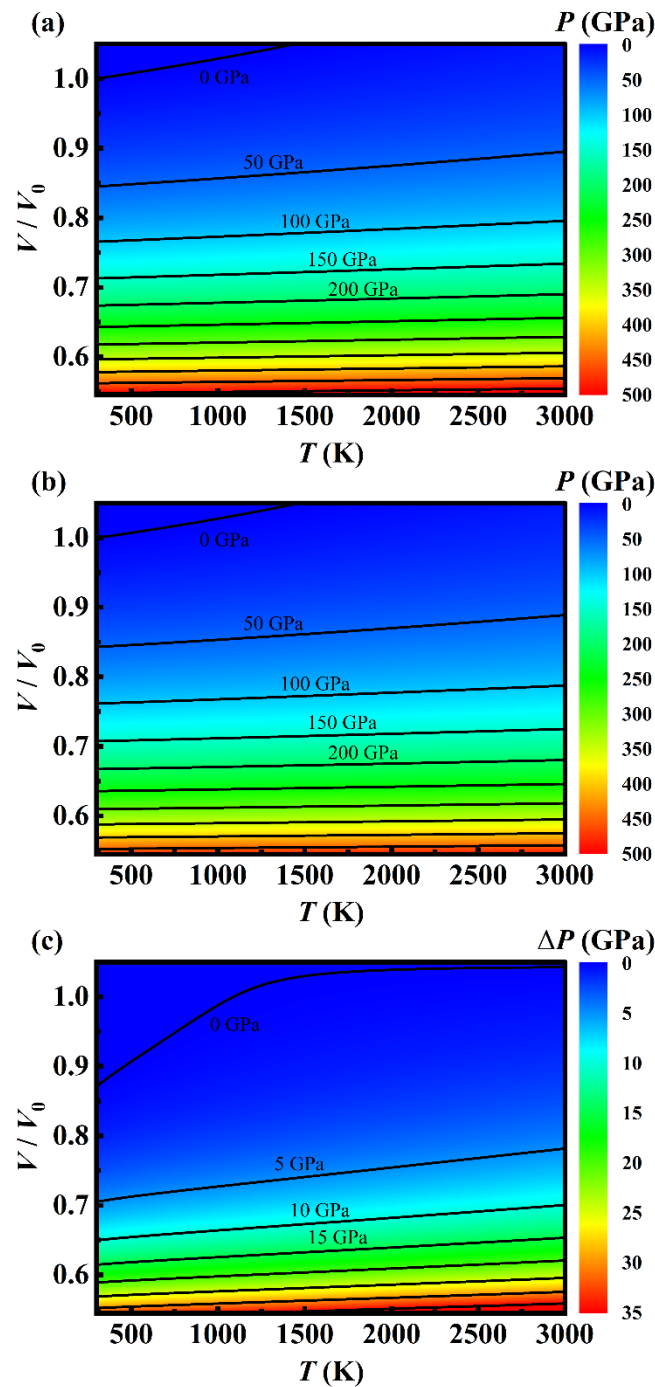 (a)
P (GPa)
0 GPa
50 GPa
100 GPa
150 GPa
200 GPa
1.0
0.9
0.8
0.7
0.6
V / V₀
500 1000 1500 2000 2500 3000
T (K)
0
50
100
150
200
250
300
350
400
450
500
(b)
P (GPa)
0 GPa
50 GPa
100 GPa
150 GPa
200 GPa
1.0
0.9
0.8
0.7
0.6
V / V₀
500 1000 1500 2000 2500 3000
T (K)
0
50
100
150
200
250
300
350
400
450
500
(c)
ΔP (GPa)
0 GPa
5 GPa
10 GPa
15 GPa
1.0
0.9
0.8
0.7
0.6
V / V₀
500 1000 1500 2000 2500 3000
T (K)
0
5
10
15
20
25
30
35